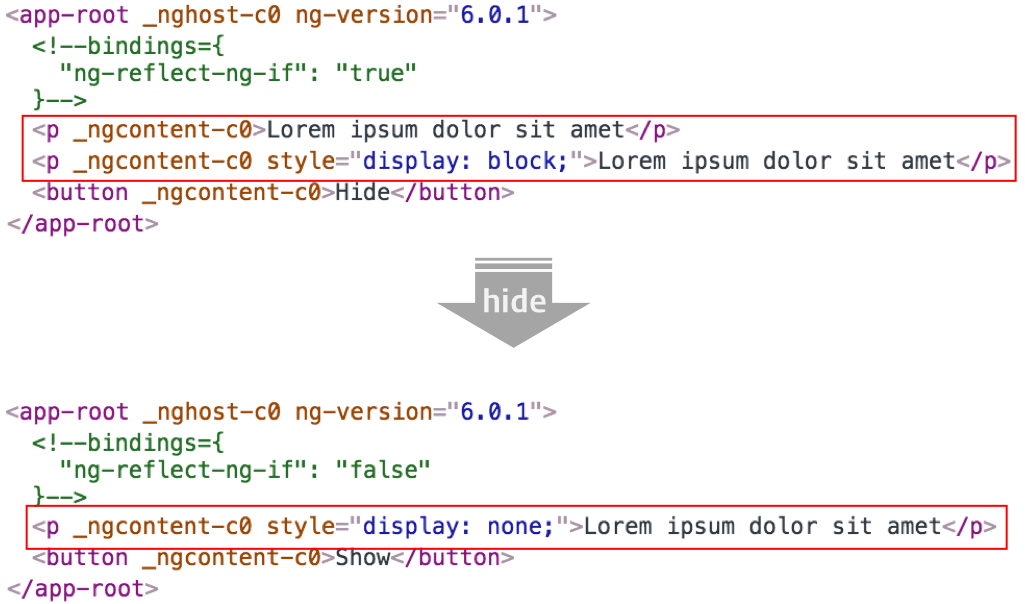 <app-root _nghost-c0 ng-version="6.0.1">
<!--bindings={
"ng-reflect-ng-if": "true"
}-->
<p _ngcontent-c0>Lorem ipsum dolor sit amet</p>
<p _ngcontent-c0 style="display: block;">Lorem ipsum dolor sit amet</p>
<button _ngcontent-c0>Hide</button>
</app-root>
hide
<app-root _nghost-c0 ng-version="6.0.1">
<!--bindings={
"ng-reflect-ng-if": "false"
}-->
<p _ngcontent-c0 style="display: none;">Lorem ipsum dolor sit amet</p>
<button _ngcontent-c0>Show</button>
</app-root>